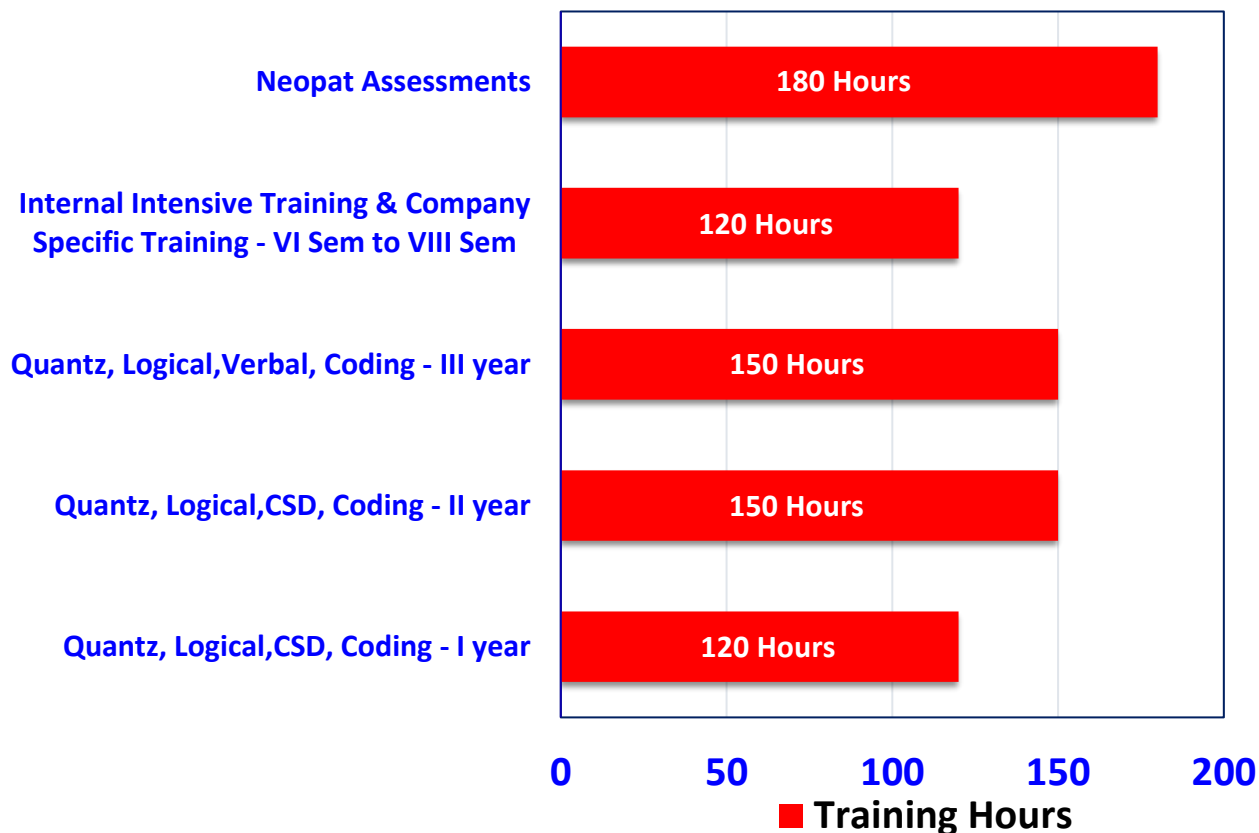 Neopat Assessments
180 Hours
Internal Intensive Training & Company
Specific Training - VI Sem to VIII Sem
120 Hours
Quantz, Logical,Verbal, Coding - III year
150 Hours
Quantz, Logical,CSD, Coding - II year
150 Hours
Quantz, Logical,CSD, Coding - I year
120 Hours
0 50 100 150 200
Training Hours